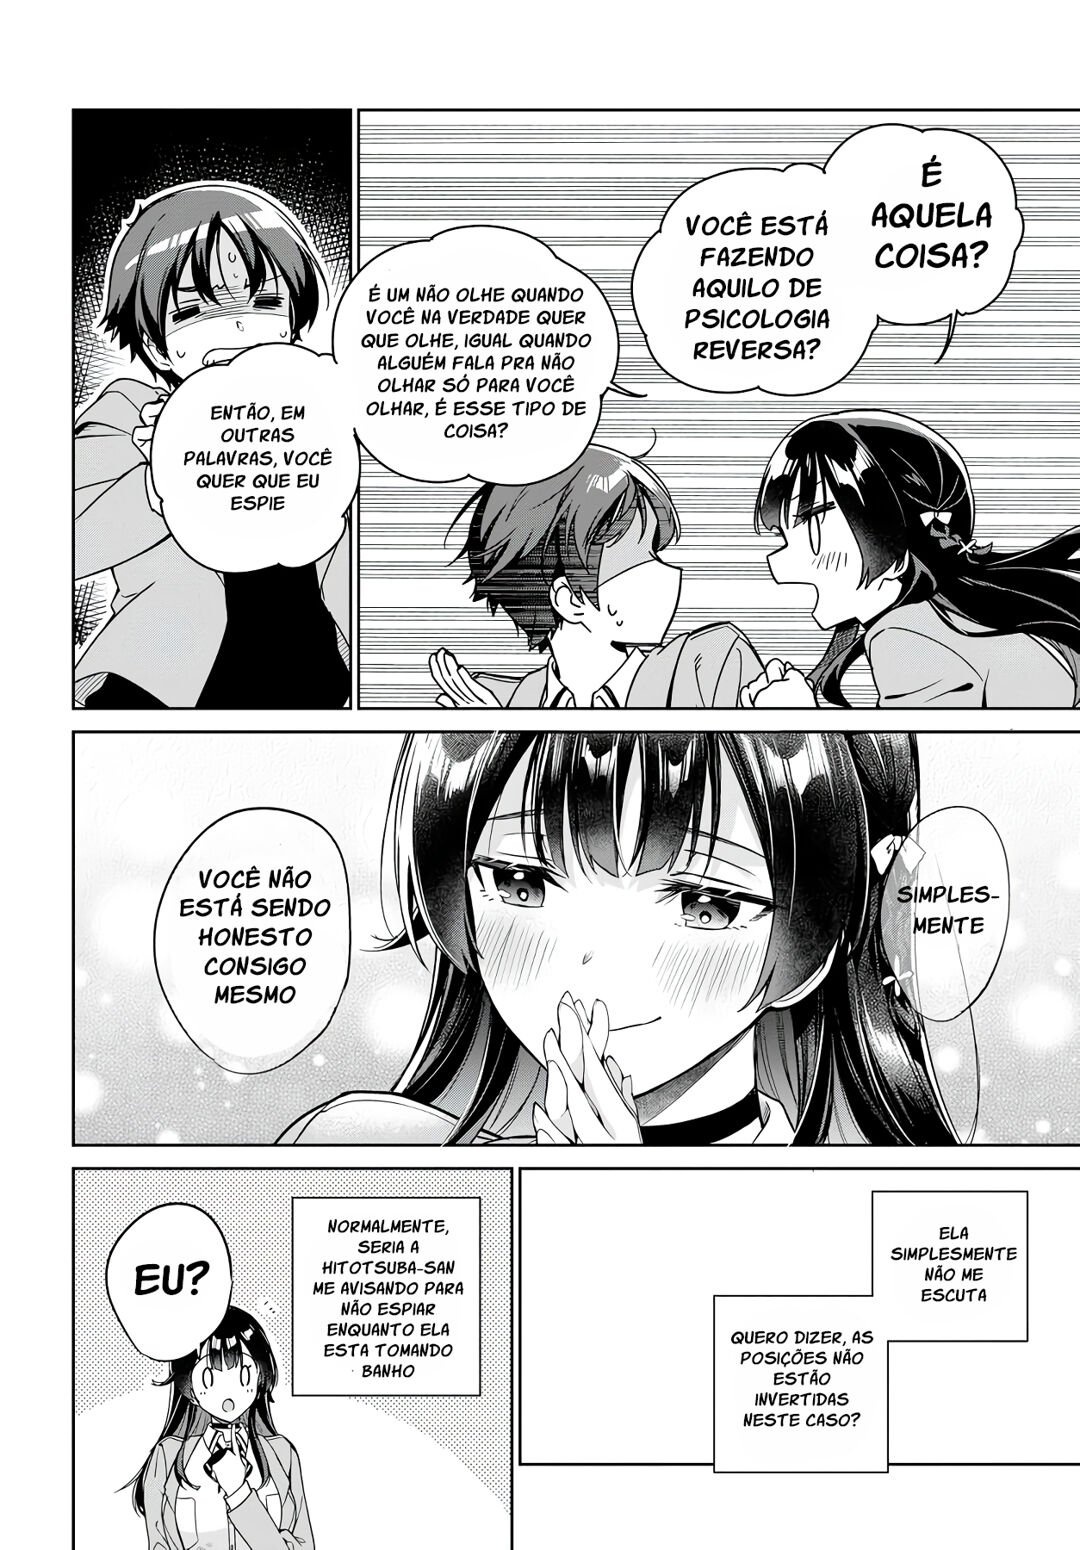 É
AQUELA
COISA?
VOCÊ ESTÁ
FAZENDO
AQUILO DE
PSICOLOGIA
REVERSA?
É UM NÃO OLHE QUANDO
VOCÊ NA VERDADE QUER
QUE OLHE, IGUAL QUANDO
ALGUÉM FALA PRA NÃO
OLHAR SÓ PARA VOCÊ
OLHAR, É ESSE TIPO DE
COISA?
ENTÃO, EM
OUTRAS
PALAVRAS, VOCÊ
QUER QUE EU
ESPIE
SIMPLES-
MENTE
VOCÊ NÃO
ESTÁ SENDO
HONESTO
CONSIGO
MESMO
ELA
SIMPLESMENTE
NÃO ME
ESCUTA
QUERO DIZER, AS
POSIÇÕES NÃO
ESTÃO
INVERTIDAS
NESTE CASO?
NORMALMENTE,
SERIA A
HITOTSUBA-SAN
ME AVISANDO PARA
NÃO ESPIAR
ENQUANTO ELA
ESTA TOMANDO
BANHO
EU?